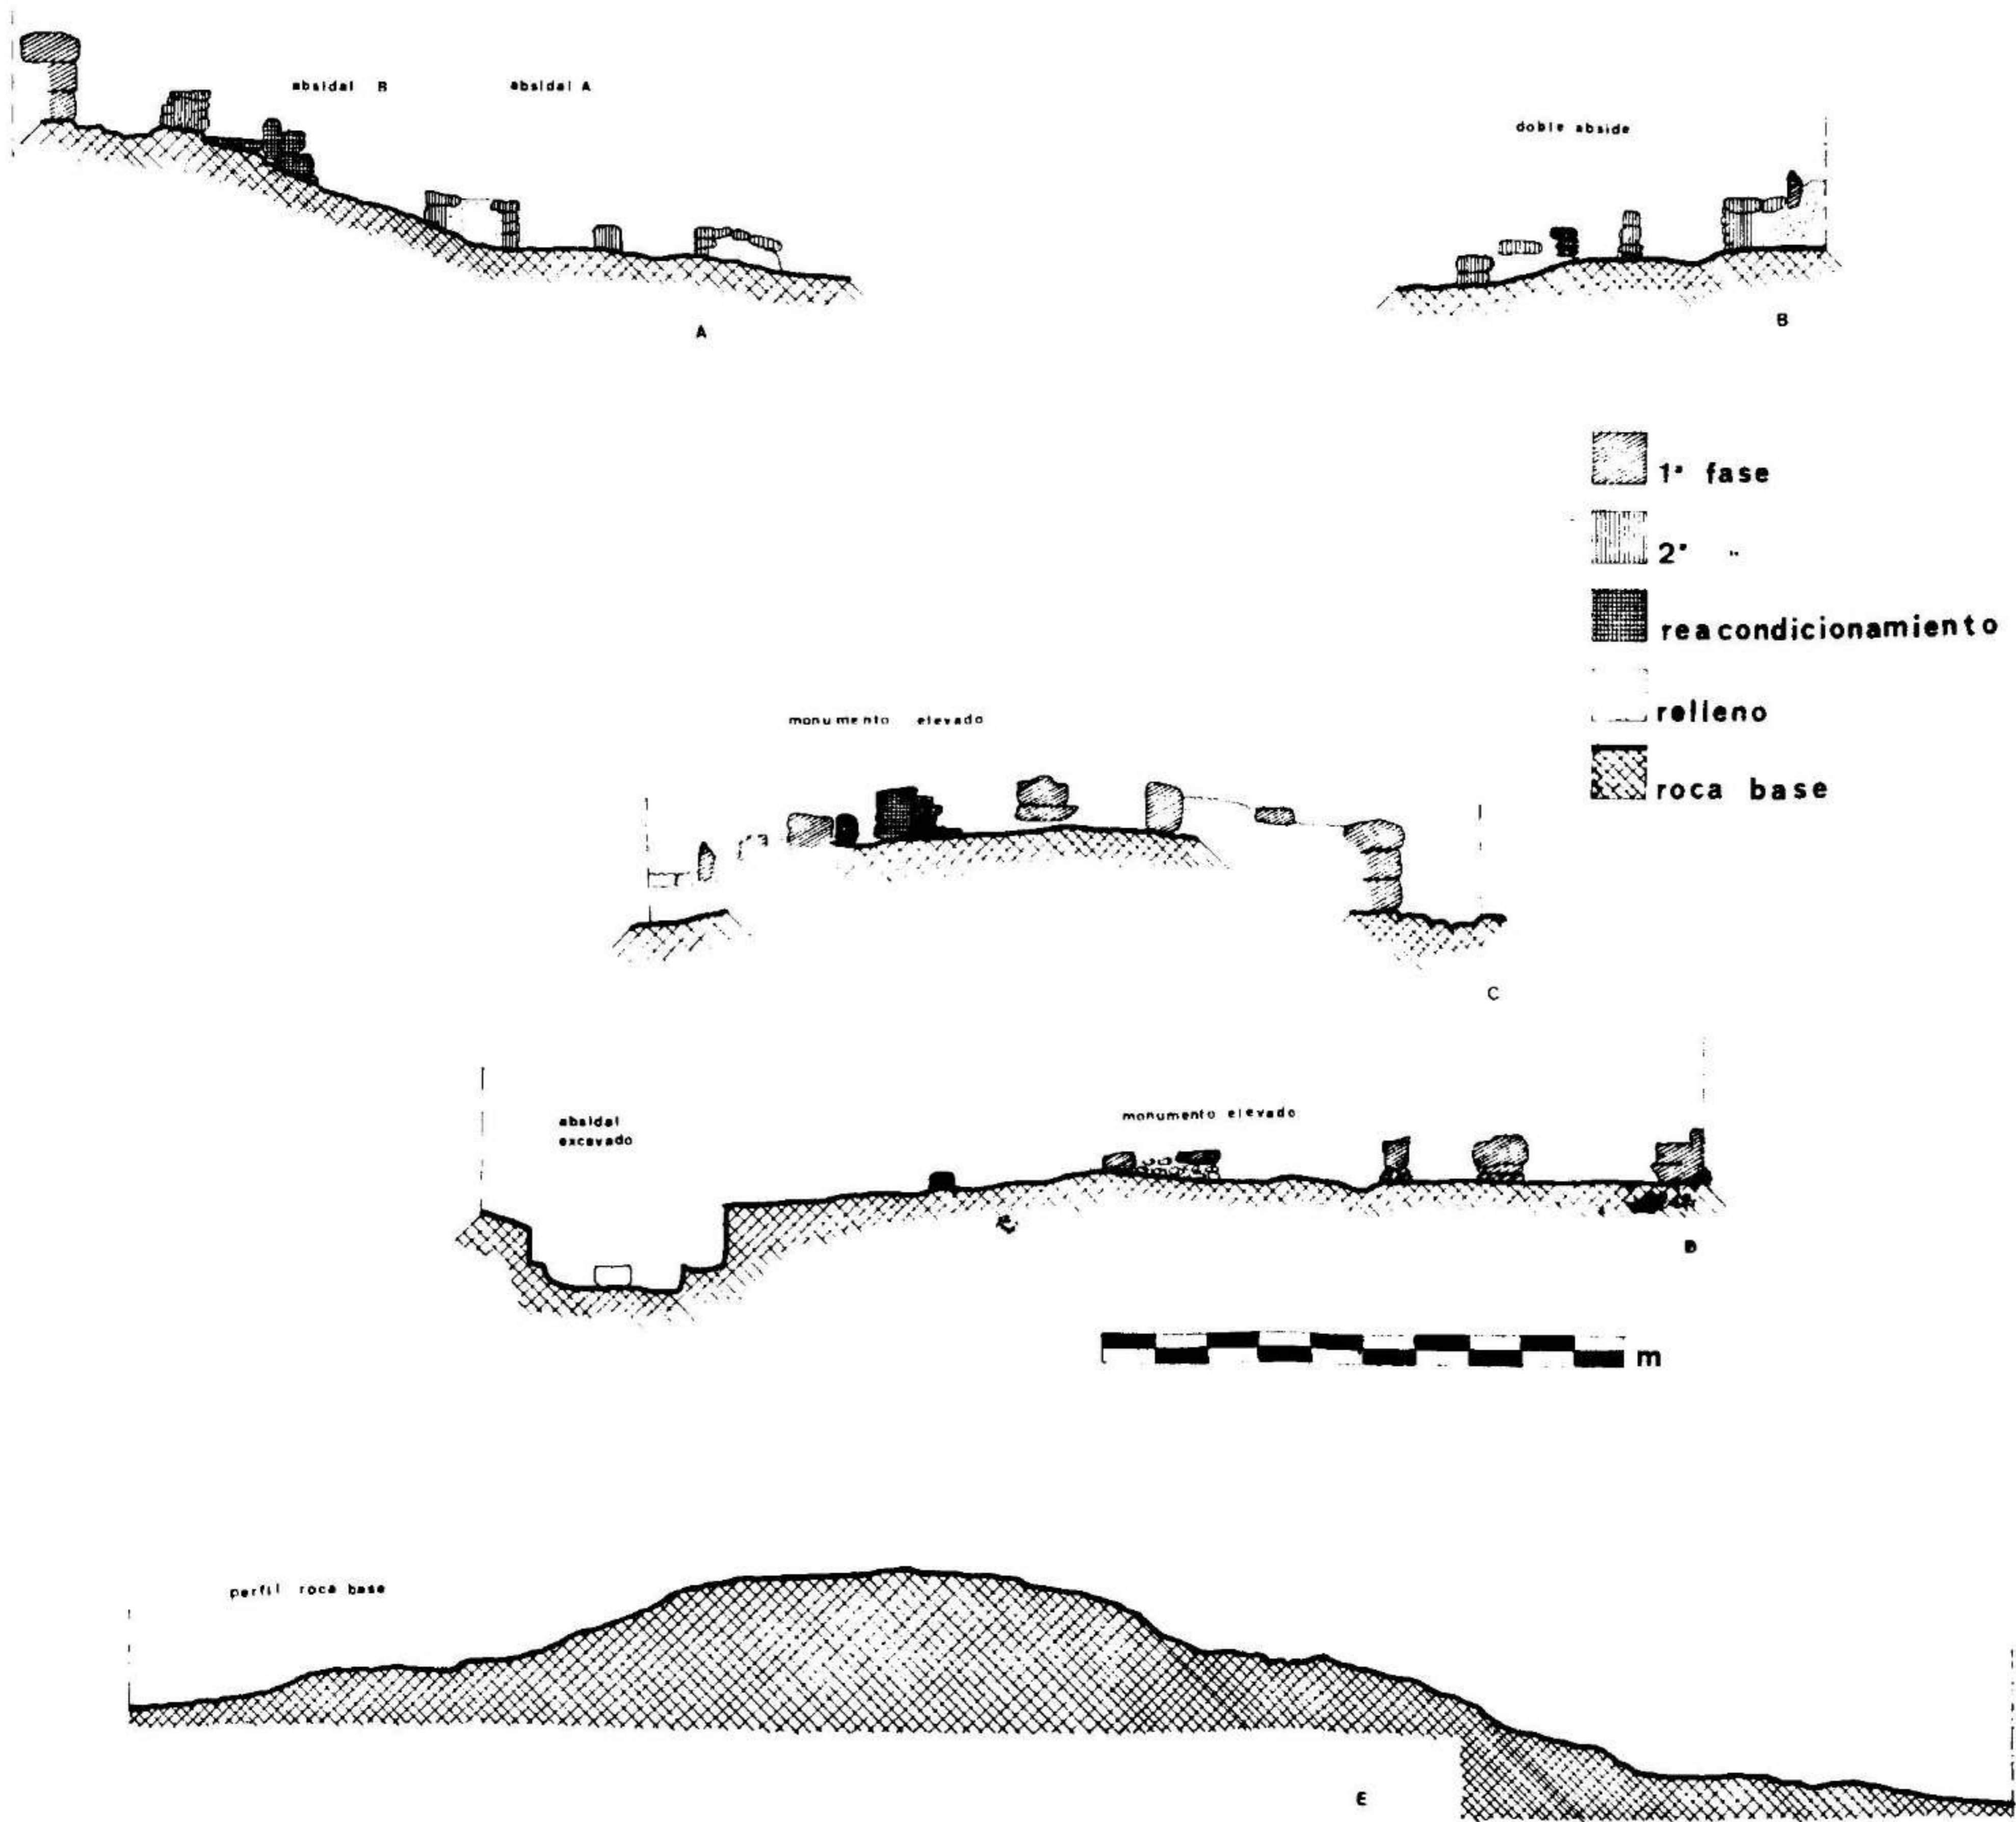 absidal B
absidal A
doble abside
A
B
1ª fase
2ª "
reacondicionamiento
relleno
roca base
monumento elevado
C
absidal
excavado
monumento elevado
D
m
perfil roca base
E